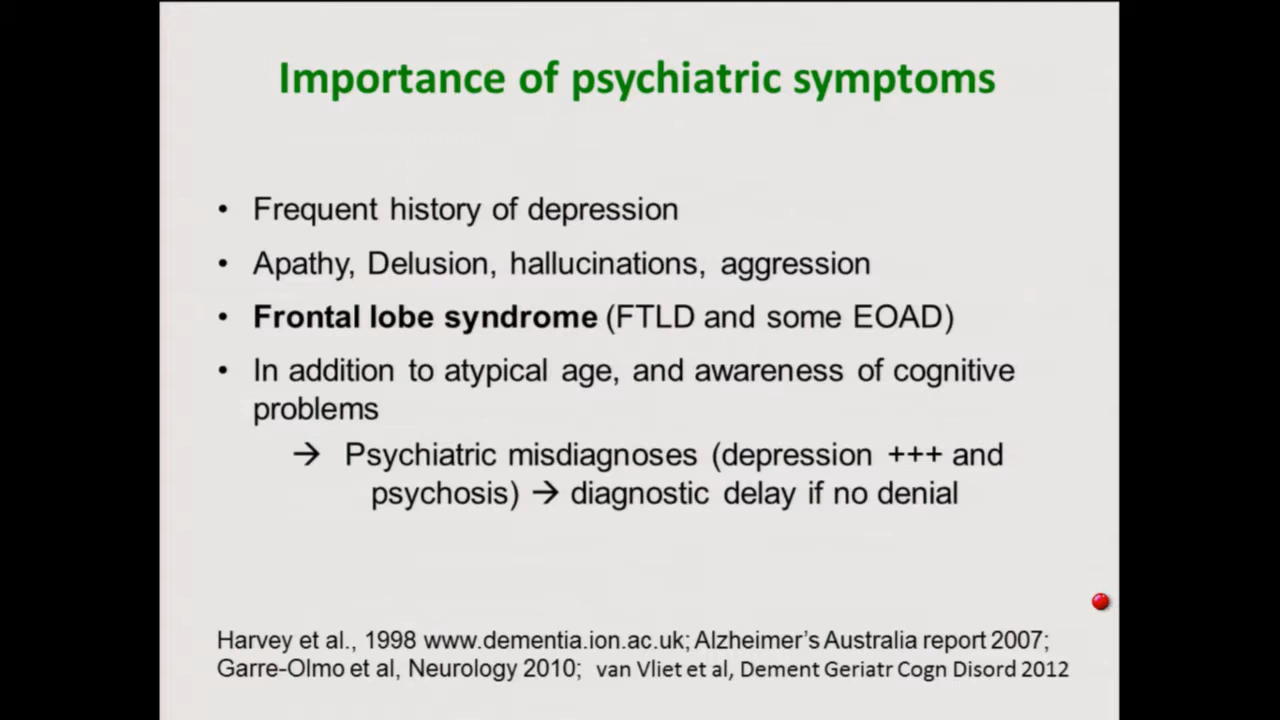 Importance of psychiatric symptoms
• Frequent history of depression
• Apathy, Delusion, hallucinations, aggression
• Frontal lobe syndrome (FTLD and some EOAD)
• In addition to atypical age, and awareness of cognitive
problems
→ Psychiatric misdiagnoses (depression +++ and
psychosis) → diagnostic delay if no denial
Harvey et al., 1998 www.dementia.ion.ac.uk; Alzheimer's Australia report 2007;
Garre-Olmo et al, Neurology 2010; van Vliet et al, Dement Geriatr Cogn Disord 2012